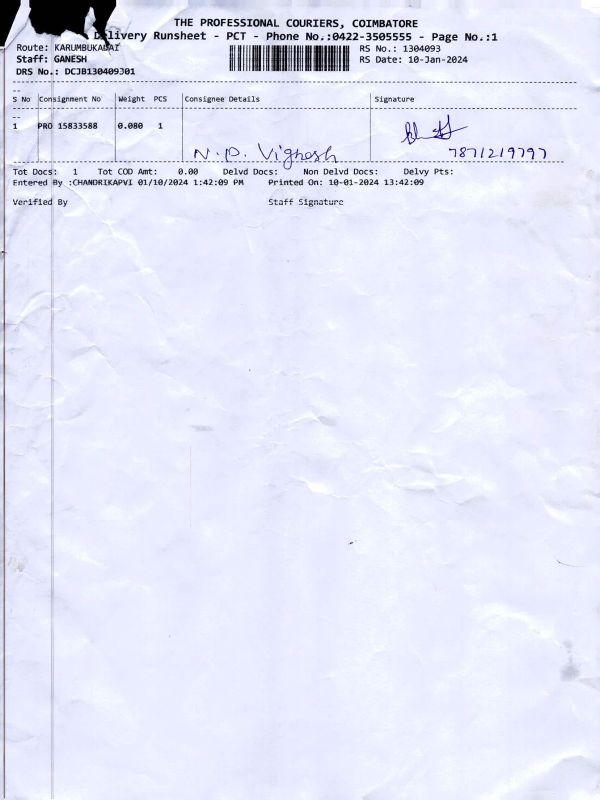 THE PROFESSIONAL COURIERS, COIMBATORE
Delivery Runsheet - PCT - Phone No.:0422-3505555 - Page No.:1
Route: KARUMBUKADAI
RS No.: 1304093
Staff: GANESH
RS Date: 10-Jan-2024
DRS No.: DCJB130409301
S No Consignment No Weight PCS Consignee Details Signature
1 PRO 15833588 0.080 1
N.P. Vignesh 7871219797
Tot Docs: 1 Tot COD Amt: 0.00 Delvd Docs: Non Delvd Docs: Delvy Pts:
Entered By :CHANDRIKAPVI 01/10/2024 1:42:09 PM Printed On: 10-01-2024 13:42:09
Verified By Staff Signature